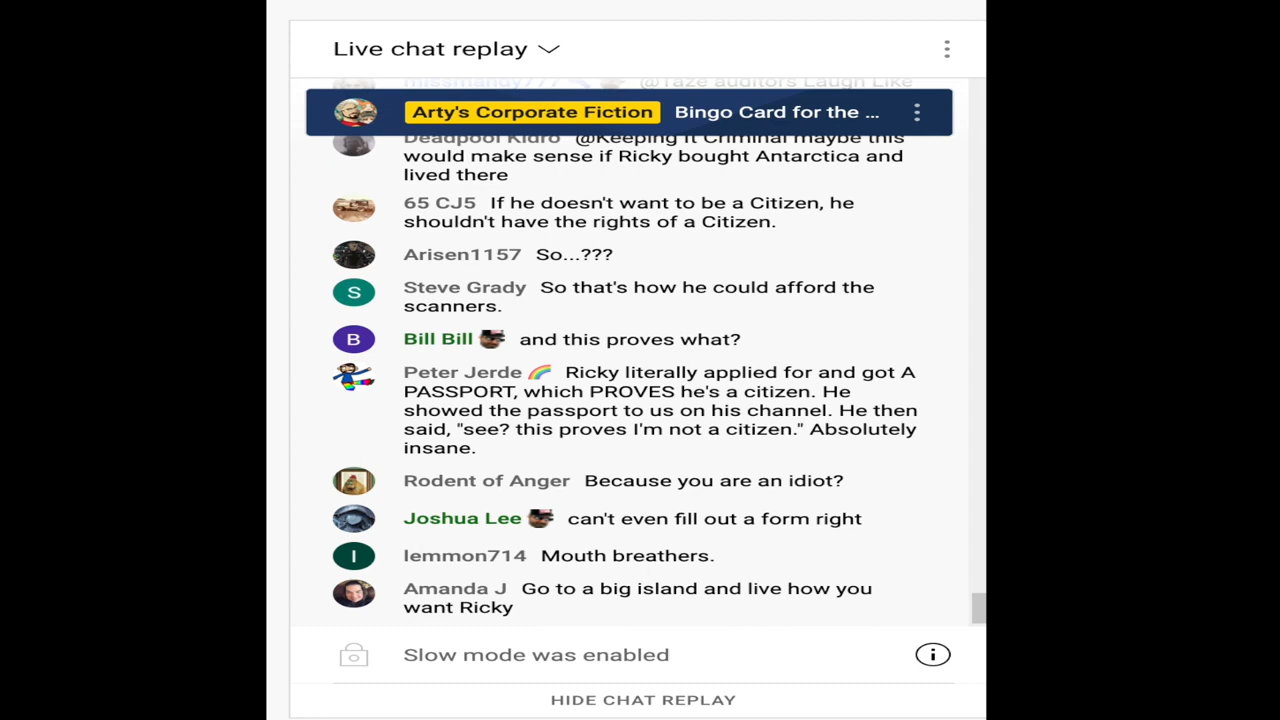 Live chat replay
missmandy777 @Taze auditors Laugh Like
Arty's Corporate Fiction Bingo Card for the ...
Deadpool Kidro @Keeping it Criminal maybe this
would make sense if Ricky bought Antarctica and
lived there
65 CJ5 If he doesn't want to be a Citizen, he
shouldn't have the rights of a Citizen.
Arisen1157 So...???
S Steve Grady So that's how he could afford the
scanners.
B Bill Bill and this proves what?
Peter Jerde 🌈 Ricky literally applied for and got A
PASSPORT, which PROVES he's a citizen. He
showed the passport to us on his channel. He then
said, "see? this proves I'm not a citizen." Absolutely
insane.
Rodent of Anger Because you are an idiot?
Joshua Lee can't even fill out a form right
I lemmon714 Mouth breathers.
Amanda J Go to a big island and live how you
want Ricky
Slow mode was enabled
HIDE CHAT REPLAY